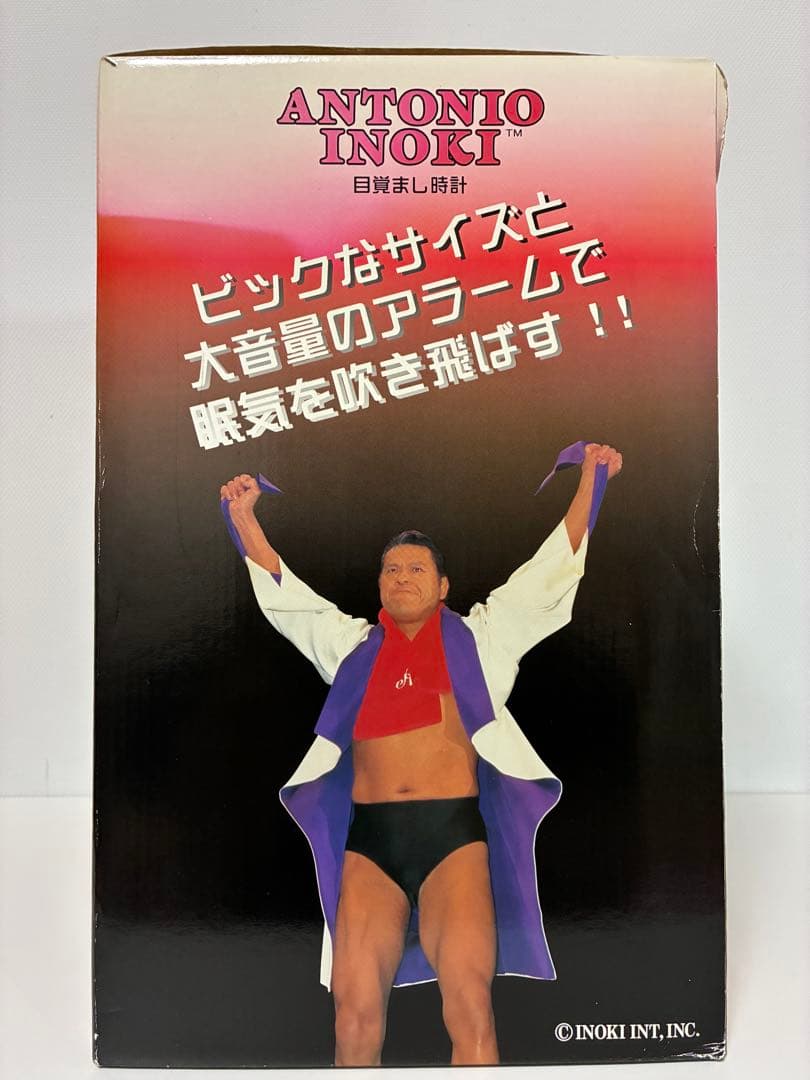 ANTONIO
INOKI™
目覚まし時計
ビックなサイズと
大音量のアラームで
眠気を吹き飛ばす!!
A
© INOKI INT, INC.